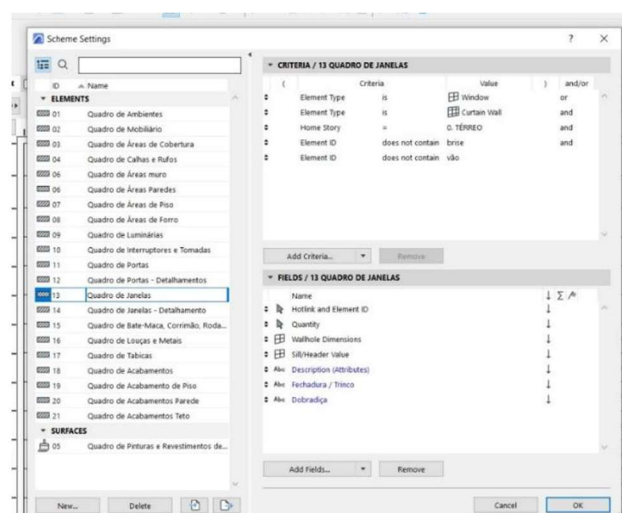 Scheme Settings
? ×
ID Name
ELEMENTS
01 Quadro de Ambientes
02 Quadro de Mobiliário
03 Quadro de Áreas de Cobertura
04 Quadro de Calhas e Rufos
06 Quadro de Áreas muro
06 Quadro de Áreas Paredes
07 Quadro de Áreas de Piso
08 Quadro de Áreas de Forro
09 Quadro de Luminárias
10 Quadro de Interruptores e Tomadas
11 Quadro de Portas
12 Quadro de Portas - Detalhamentos
13 Quadro de Janelas
14 Quadro de Janelas - Detalhamento
15 Quadro de Bate-Maca, Corrimão, Roda...
16 Quadro de Louças e Metais
17 Quadro de Tabicas
18 Quadro de Acabamentos
19 Quadro de Acabamento de Piso
20 Quadro de Acabamentos Parede
21 Quadro de Acabamentos Teto
SURFACES
05 Quadro de Pinturas e Revestimentos de...
New... Delete
CRITERIA / 13 QUADRO DE JANELAS
( Criteria Value ) and/or
Element Type is Window or
Element Type is Curtain Wall and
Home Story = 0. TÉRREO and
Element ID does not contain brise and
Element ID does not contain vão
Add Criteria... Remove
FIELDS / 13 QUADRO DE JANELAS
Name ↓ Σ
Hotlink and Element ID ↓
Quantity ↓
Wallhole Dimensions ↓
Sill/Header Value ↓
Abc Description (Attributes) ↓
Abc Fechadura / Trinco ↓
Abc Dobradiça ↓
Add Fields... Remove
Cancel OK